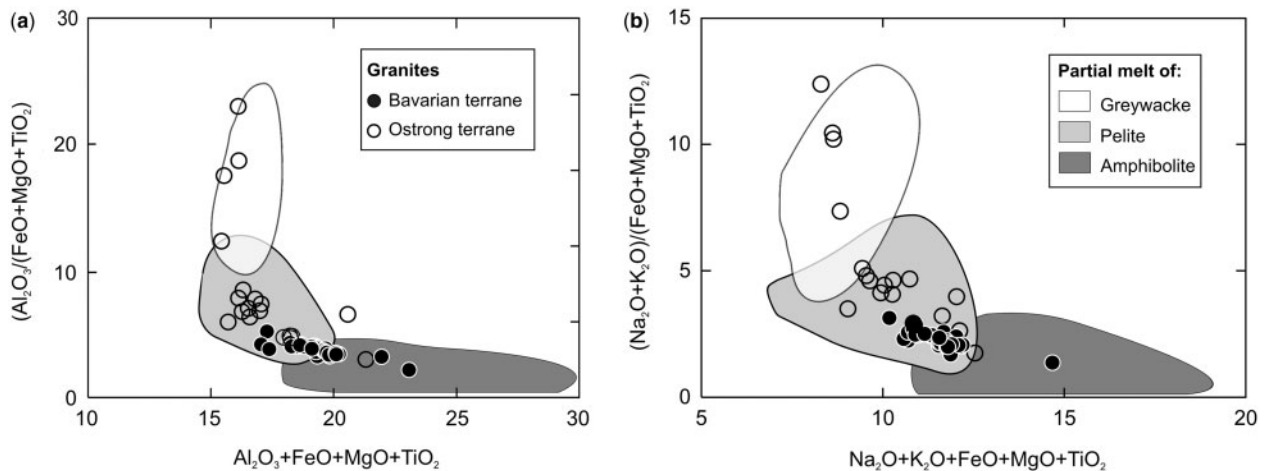 (a)
30
20
10
0
(Al₂O₃/(FeO+MgO+TiO₂)
10 15 20 25 30
Al₂O₃+FeO+MgO+TiO₂
Granites
Bavarian terrane
Ostrong terrane
(b)
15
10
5
0
(Na₂O+K₂O)/(FeO+MgO+TiO₂)
5 10 15 20
Na₂O+K₂O+FeO+MgO+TiO₂
Partial melt of:
Greywacke
Pelite
Amphibolite